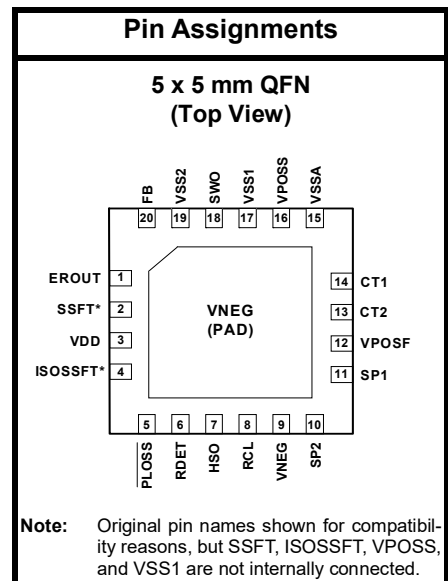 Pin Assignments
5 x 5 mm QFN
(Top View)
FB
VSS2
SWO
VSS1
VPOSS
VSSA
20
19
18
17
16
15
EROUT 1
SSFT* 2
VDD 3
ISOSSFT* 4
VNEG
(PAD)
14 CT1
13 CT2
12 VPOSF
11 SP1
5
6
7
8
9
10
PLOSS
RDET
HSO
RCL
VNEG
SP2
Note: Original pin names shown for compatibil-
ity reasons, but SSFT, ISOSSFT, VPOSS,
and VSS1 are not internally connected.